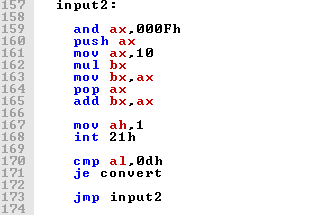 157 input2:
158
159 and ax,000Fh
160 push ax
161 mov ax,10
162 mul bx
163 mov bx,ax
164 pop ax
165 add bx,ax
166
167 mov ah,1
168 int 21h
169
170 cmp al,0dh
171 je convert
172
173 jmp input2
174